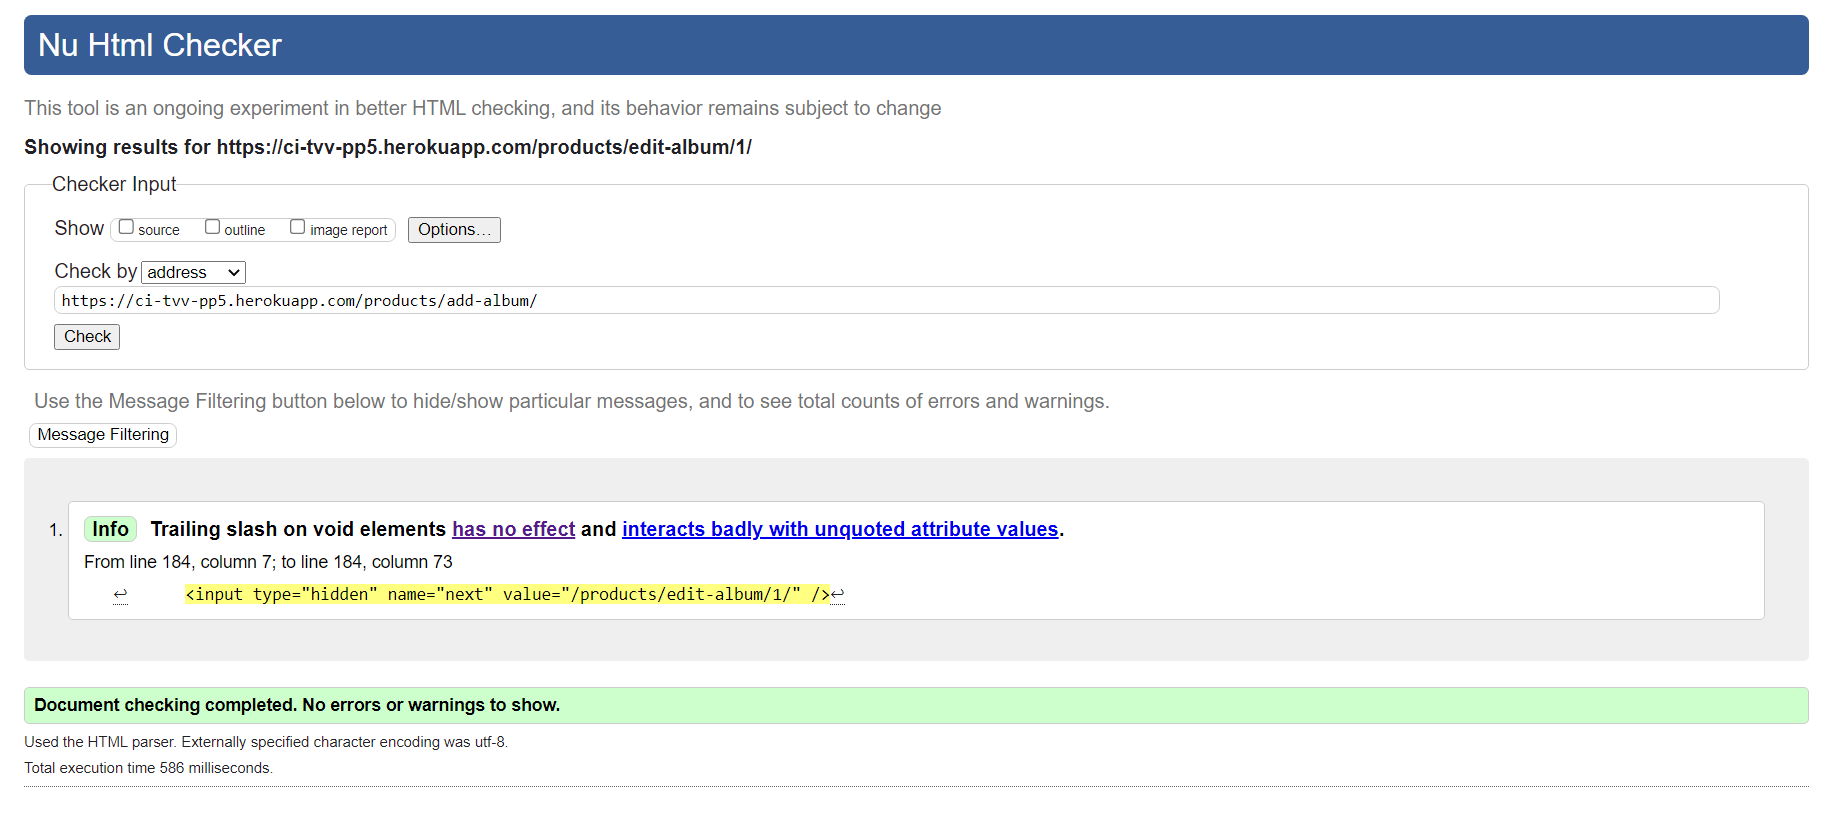 Nu Html Checker
This tool is an ongoing experiment in better HTML checking, and its behavior remains subject to change
Showing results for https://ci-tvv-pp5.herokuapp.com/products/edit-album/1/
Checker Input
Show source outline image report Options...
Check by address
https://ci-tvv-pp5.herokuapp.com/products/add-album/
Check
Use the Message Filtering button below to hide/show particular messages, and to see total counts of errors and warnings.
Message Filtering
1. Info Trailing slash on void elements has no effect and interacts badly with unquoted attribute values.
From line 184, column 7; to line 184, column 73
↩ <input type="hidden" name="next" value="/products/edit-album/1/" />↩
Document checking completed. No errors or warnings to show.
Used the HTML parser. Externally specified character encoding was utf-8.
Total execution time 586 milliseconds.